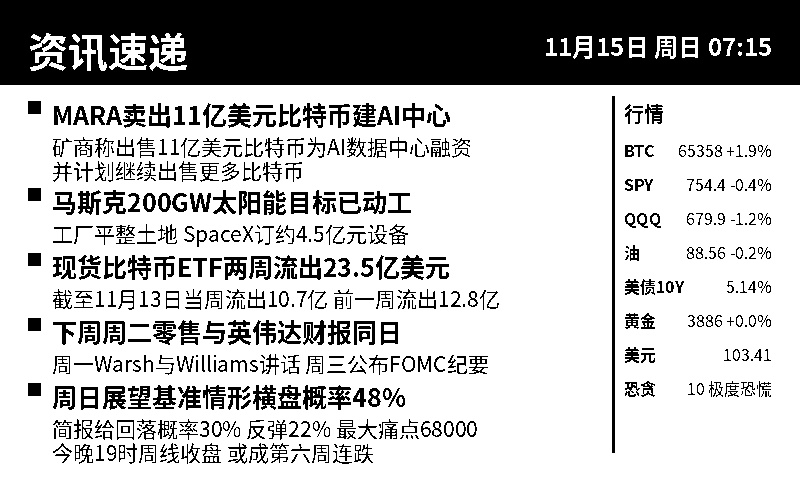 资讯速递
11月15日 周日 07:15
MARA卖出11亿美元比特币建AI中心
矿商称出售11亿美元比特币为AI数据中心融资
并计划继续出售更多比特币
马斯克200GW太阳能目标已动工
工厂平整土地 SpaceX订约4.5亿元设备
现货比特币ETF两周流出23.5亿美元
截至11月13日当周流出10.7亿 前一周流出12.8亿
下周周二零售与英伟达财报同日
周一Warsh与Williams讲话 周三公布FOMC纪要
周日展望基准情形横盘概率48%
简报给回落概率30% 反弹22% 最大痛点68000
今晚19时周线收盘 或成第六周连跌
行情
BTC 65358 +1.9%
SPY 754.4 -0.4%
QQQ 679.9 -1.2%
油 88.56 -0.2%
美债10Y 5.14%
黄金 3886 +0.0%
美元 103.41
恐贪 10 极度恐慌